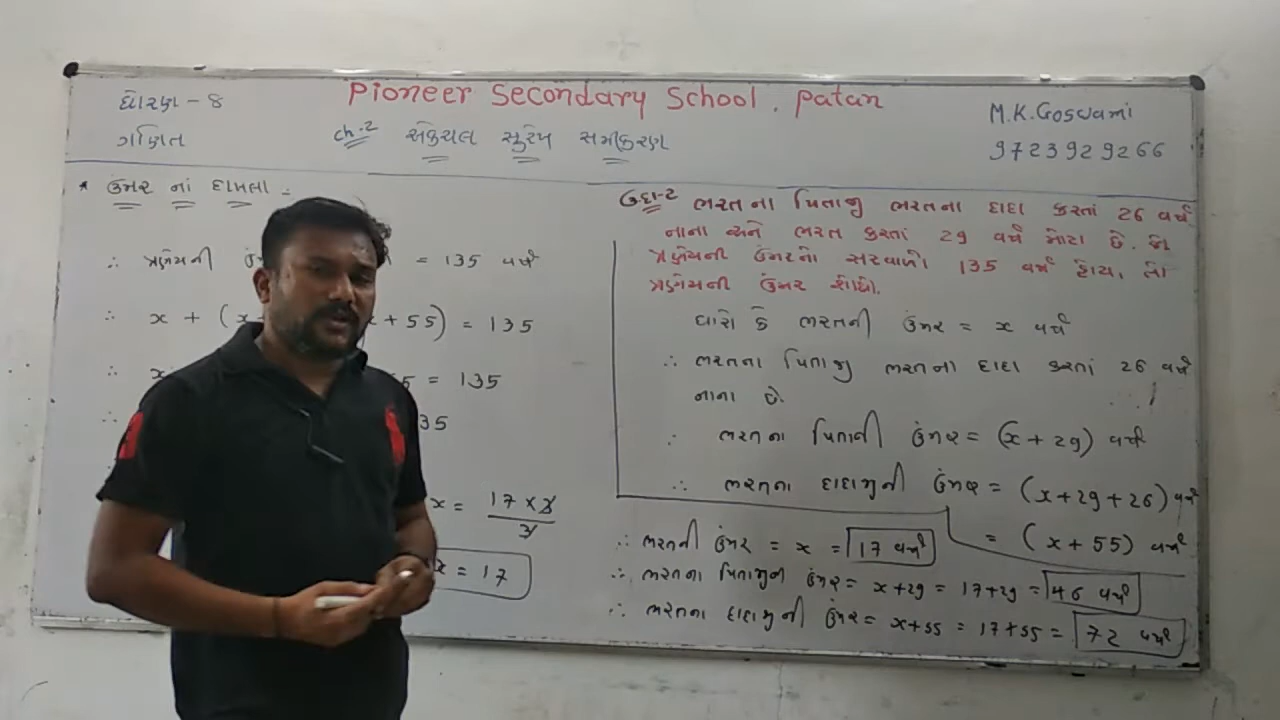 Pioneer Secondary School. Patan
ધોરણ - ૮
ગણિત
ch.2 એકચલ સુરેખ સમીકરણ
M.K.Goswami
9723929266
* ઉંમર નાં દાખલા :-
∴ ત્રણેયની = 135 વર્ષ
∴ x + ( + 55) = 135
∴ = 135
∴ 35
x = 17 × 3 / 3
x = 17
ઉદા-2 ભરતના પિતાજી ભરતના દાદા કરતાં 26 વર્ષ
નાના અને ભરત કરતાં 29 વર્ષ મોટા છે. જો
ત્રણેયની ઉંમરનો સરવાળો 135 વર્ષ હોય, તો
ત્રણેયની ઉંમર શોધો.
ધારો કે ભરતની ઉંમર = x વર્ષ
∴ ભરતના પિતાજી ભરતના દાદા કરતાં 26 વર્ષ
નાના છે.
∴ ભરતના પિતાની ઉંમર = (x + 29) વર્ષ
∴ ભરતના દાદાજીની ઉંમર = (x+29+26) વર્ષ
= (x + 55) વર્ષ
∴ ભરતની ઉંમર = x = 17 વર્ષ
∴ ભરતના પિતાજીની ઉંમર = x+29 = 17+29 = 46 વર્ષ
∴ ભરતના દાદાજીની ઉંમર = x+55 = 17+55 = 72 વર્ષ